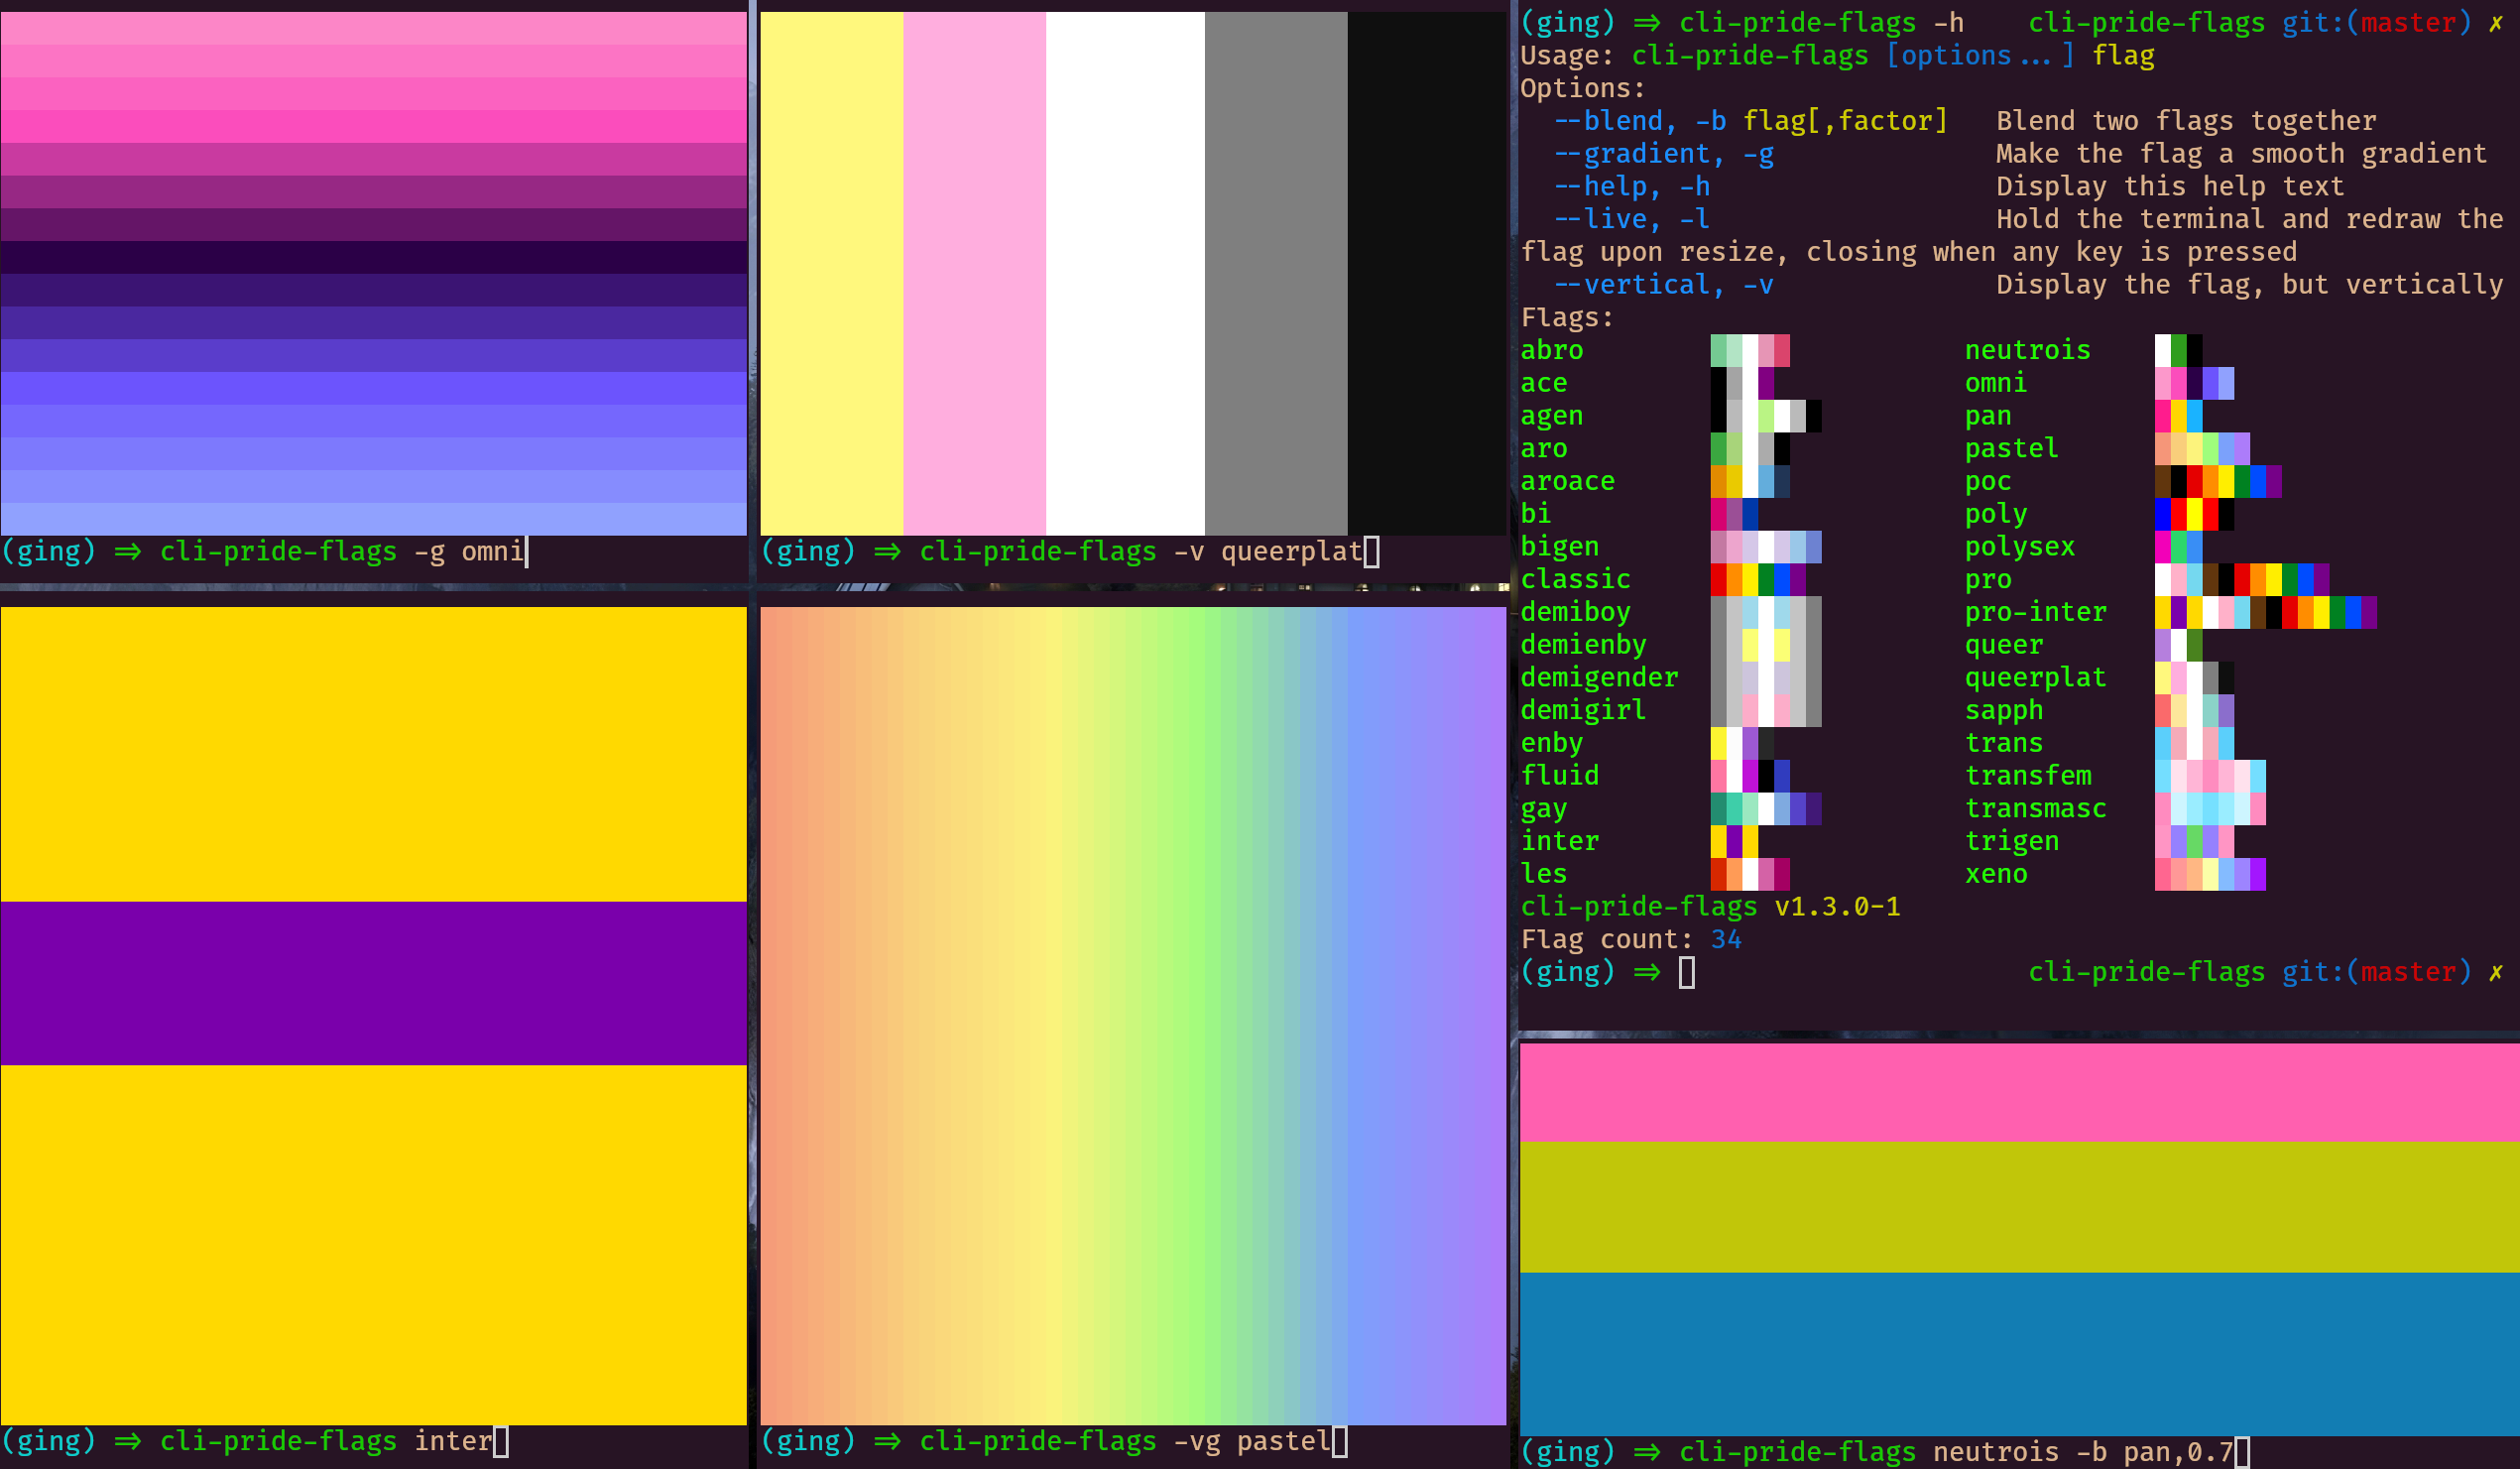 (ging) ⇒ cli-pride-flags -g omni
(ging) ⇒ cli-pride-flags -v queerplat
(ging) ⇒ cli-pride-flags inter
(ging) ⇒ cli-pride-flags -vg pastel
(ging) ⇒ cli-pride-flags -h cli-pride-flags git:(master) ✗
Usage: cli-pride-flags [options...] flag
Options:
--blend, -b flag[,factor] Blend two flags together
--gradient, -g Make the flag a smooth gradient
--help, -h Display this help text
--live, -l Hold the terminal and redraw the
flag upon resize, closing when any key is pressed
--vertical, -v Display the flag, but vertically
Flags:
abro neutrois
ace omni
agen pan
aro pastel
aroace poc
bi poly
bigen polysex
classic pro
demiboy pro-inter
demienby queer
demigender queerplat
demigirl sapph
enby trans
fluid transfem
gay transmasc
inter trigen
les xeno
cli-pride-flags v1.3.0-1
Flag count: 34
(ging) ⇒ cli-pride-flags git:(master) ✗
(ging) ⇒ cli-pride-flags neutrois -b pan,0.7